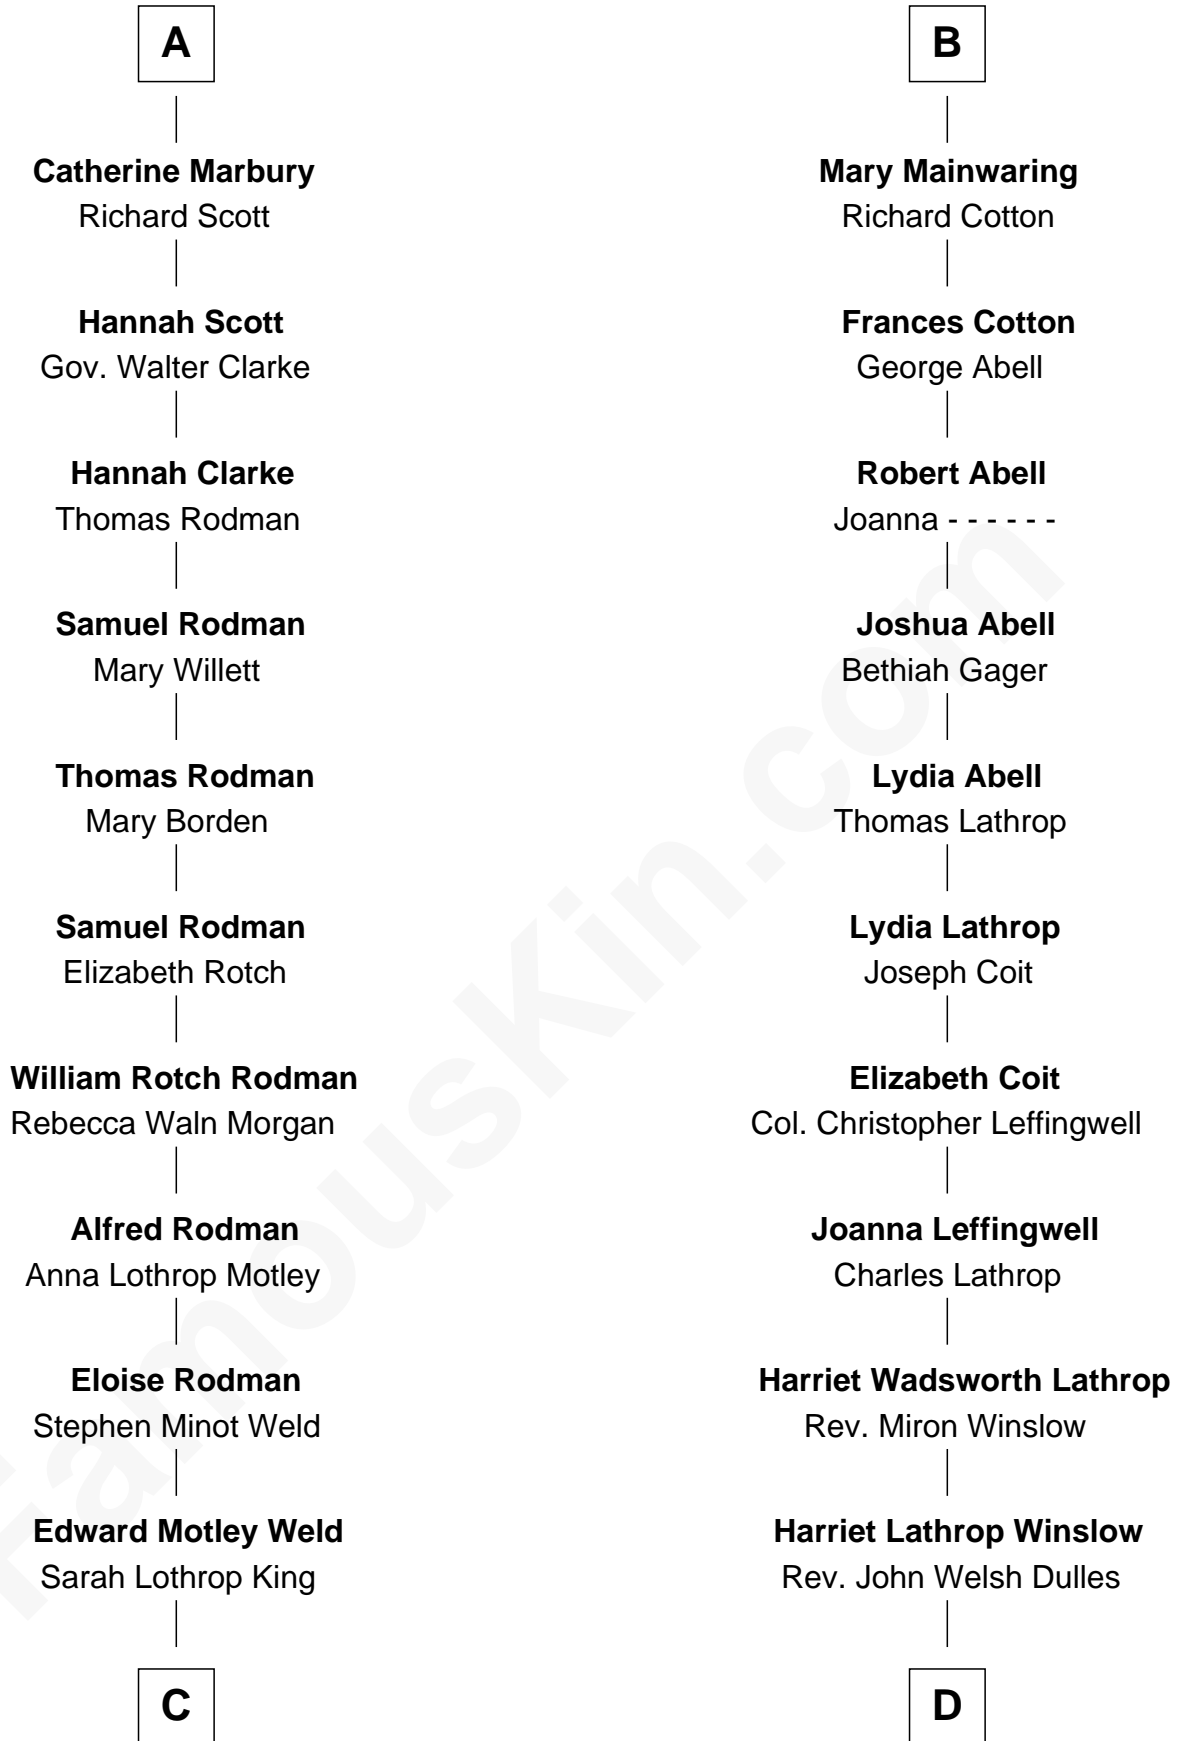 A
Catherine Marbury
Richard Scott
Hannah Scott
Gov. Walter Clarke
Hannah Clarke
Thomas Rodman
Samuel Rodman
Mary Willett
Thomas Rodman
Mary Borden
Samuel Rodman
Elizabeth Rotch
William Rotch Rodman
Rebecca Waln Morgan
Alfred Rodman
Anna Lothrop Motley
Eloise Rodman
Stephen Minot Weld
Edward Motley Weld
Sarah Lothrop King
C
B
Mary Mainwaring
Richard Cotton
Frances Cotton
George Abell
Robert Abell
Joanna - - - - - -
Joshua Abell
Bethiah Gager
Lydia Abell
Thomas Lathrop
Lydia Lathrop
Joseph Coit
Elizabeth Coit
Col. Christopher Leffingwell
Joanna Leffingwell
Charles Lathrop
Harriet Wadsworth Lathrop
Rev. Miron Winslow
Harriet Lathrop Winslow
Rev. John Welsh Dulles
D
FamousKin.com